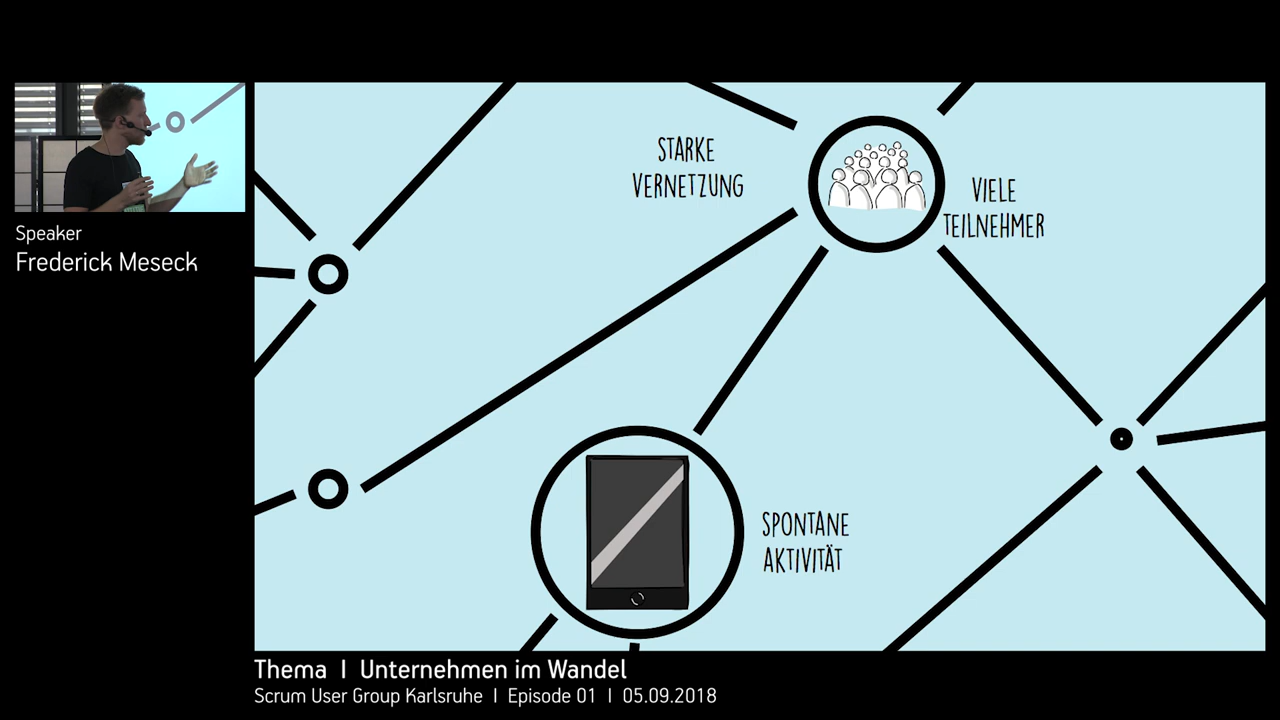 Speaker
Frederick Meseck
STARKE
VERNETZUNG
VIELE
TEILNEHMER
SPONTANE
AKTIVITÄT
Thema I Unternehmen im Wandel
Scrum User Group Karlsruhe I Episode 01 I 05.09.2018